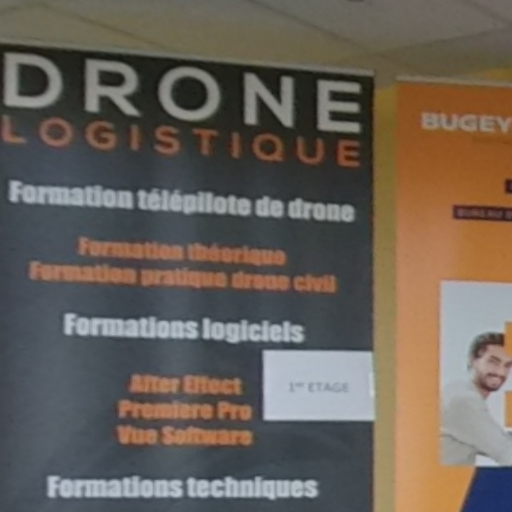 DRONE
LOGISTIQUE
Formation télépilote de drone
Formation théorique
Formation pratique drone civil
Formations logiciels
After Effect
Premiere Pro
Vue Software
1er ETAGE
Formations techniques
BUGEY
BUREAU